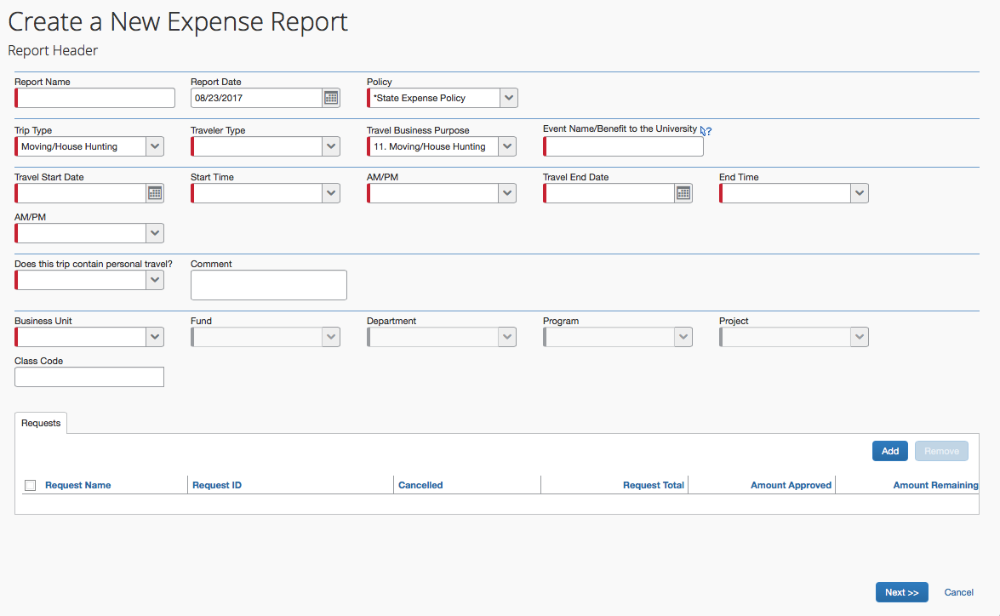 Create a New Expense Report
Report Header
Report Name Report Date Policy
08/23/2017 *State Expense Policy
Trip Type Traveler Type Travel Business Purpose Event Name/Benefit to the University ?
Moving/House Hunting 11. Moving/House Hunting
Travel Start Date Start Time AM/PM Travel End Date End Time
AM/PM
Does this trip contain personal travel? Comment
Business Unit Fund Department Program Project
Class Code
Requests
Add Remove
Request Name Request ID Cancelled Request Total Amount Approved Amount Remaining
Next >> Cancel